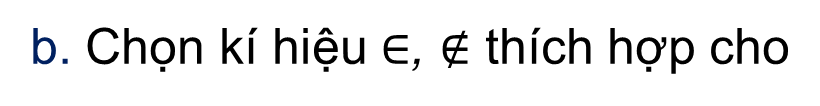 b. Chọn kí hiệu ∈, ∉ thích hợp cho